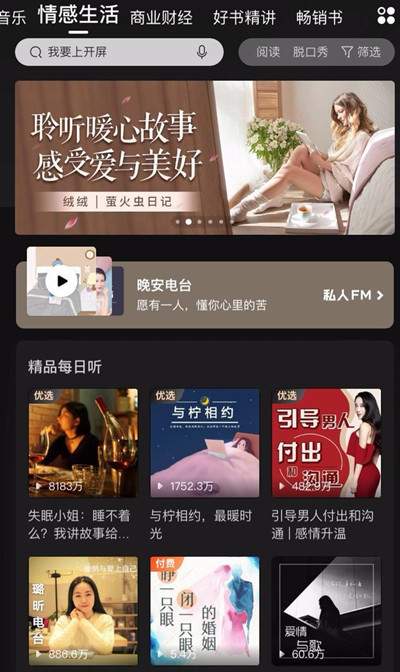 音乐 情感生活 商业财经 好书精讲 畅销书
我要上开屏 阅读 脱口秀 筛选
聆听暖心故事
感受爱与美好
绒绒 | 萤火虫日记
晚安电台
愿有一人，懂你心里的苦
私人FM
精品每日听
优选
8183万
失眠小姐：睡不着
么？我讲故事给...
优选
与柠相约
1752.3万
与柠相约，最暖时
光
优选
引导男人
付出
和
沟通
482.9万
引导男人付出和沟
通 | 感情升温
璐昕
电台
886.6万
付费
睁一只眼
闭一只眼
的婚姻
5.4万
爱情
与歌
60.6万